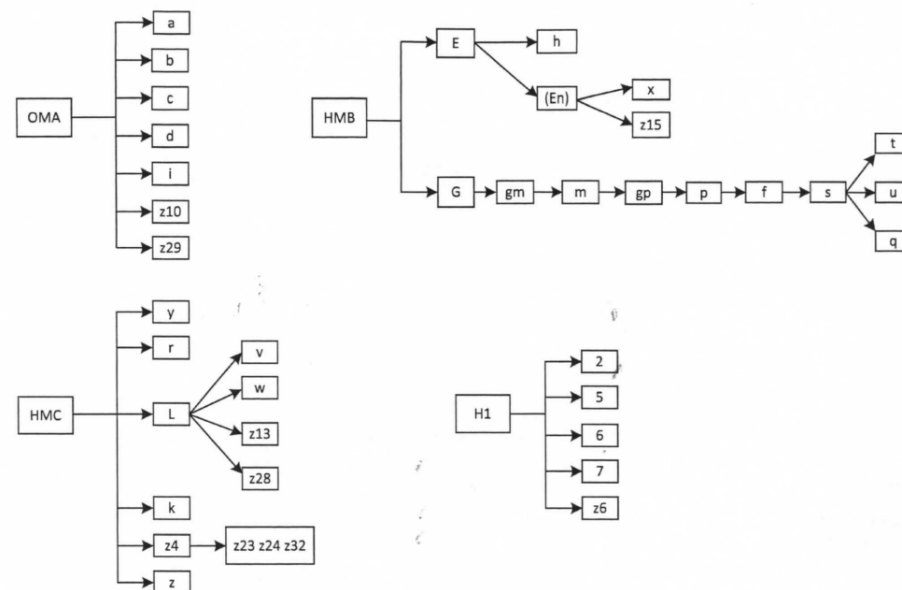 OMA
a
b
c
d
i
z10
z29
HMB
E
h
(En)
x
z15
G
gm
m
gp
p
f
s
t
u
q
HMC
y
r
L
v
w
z13
z28
k
z4
z23 z24 z32
z
H1
2
5
6
7
z6